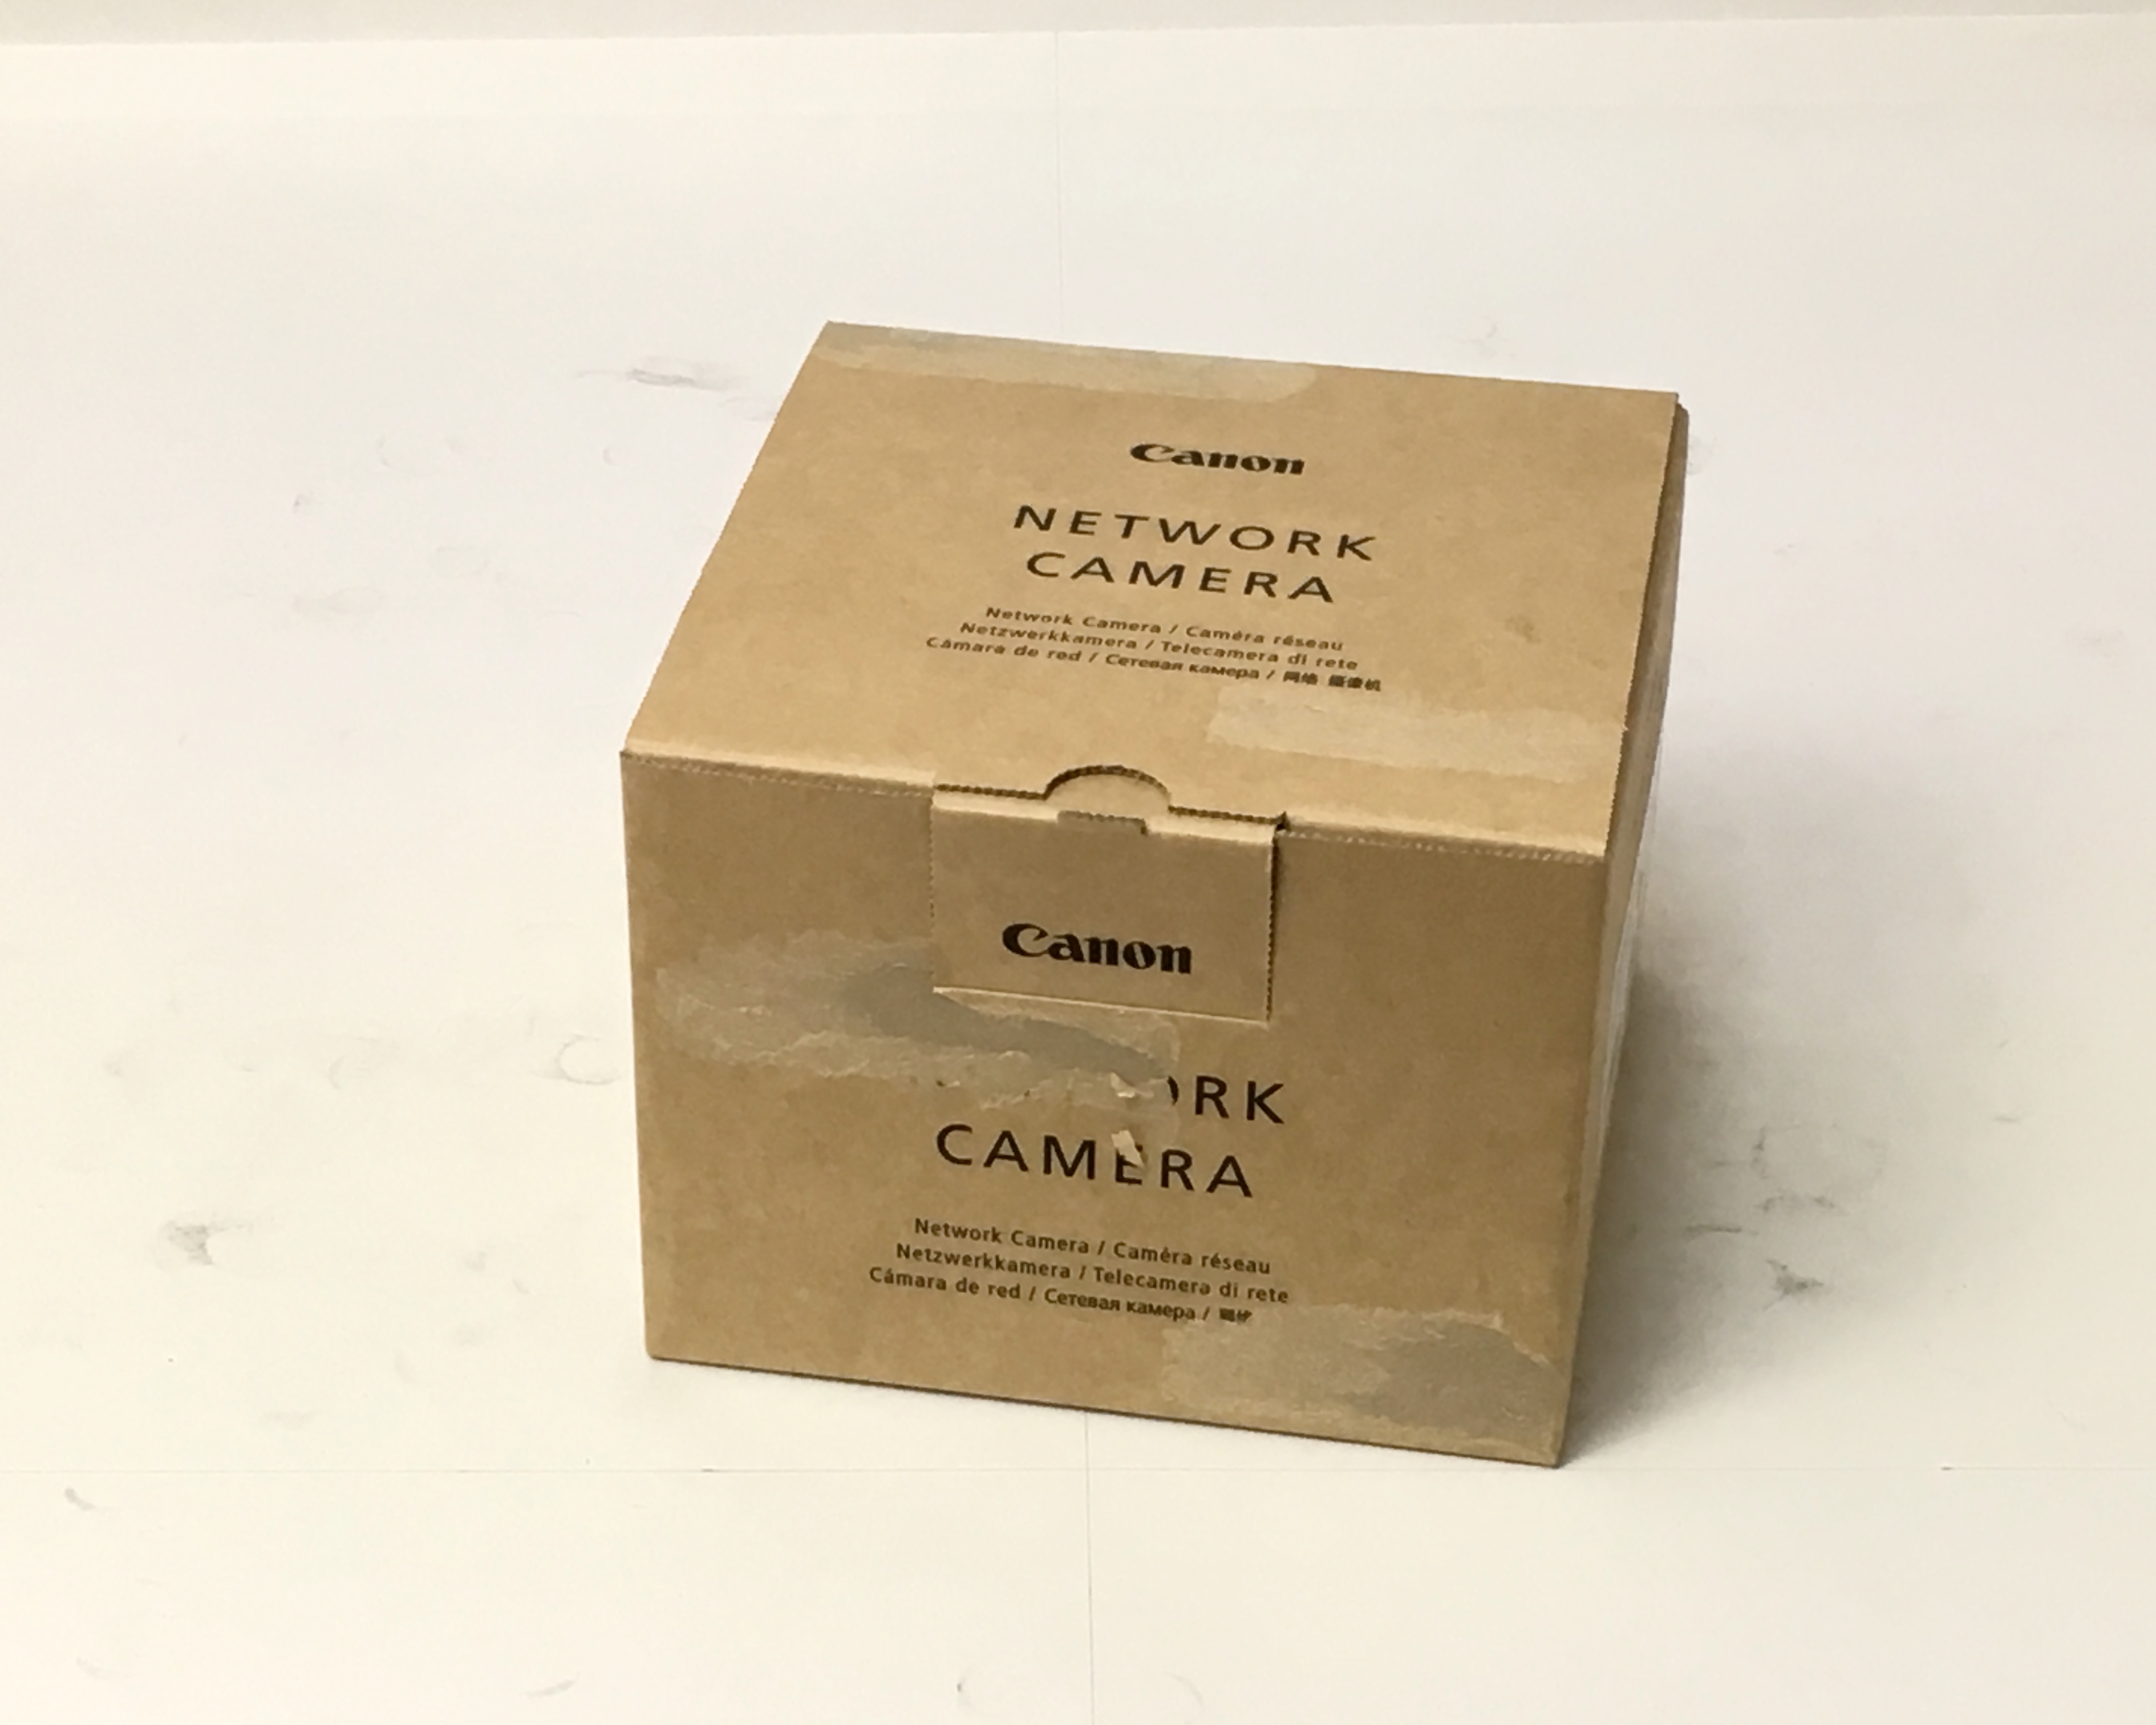 Canon
NETWORK
CAMERA
Network Camera / Caméra réseau
Netzwerkkamera / Telecamera di rete
Cámara de red / Сетевая камера / 网络 摄像机
Canon
ORK
CAMERA
Network Camera / Caméra réseau
Netzwerkkamera / Telecamera di rete
Cámara de red / Сетевая камера /